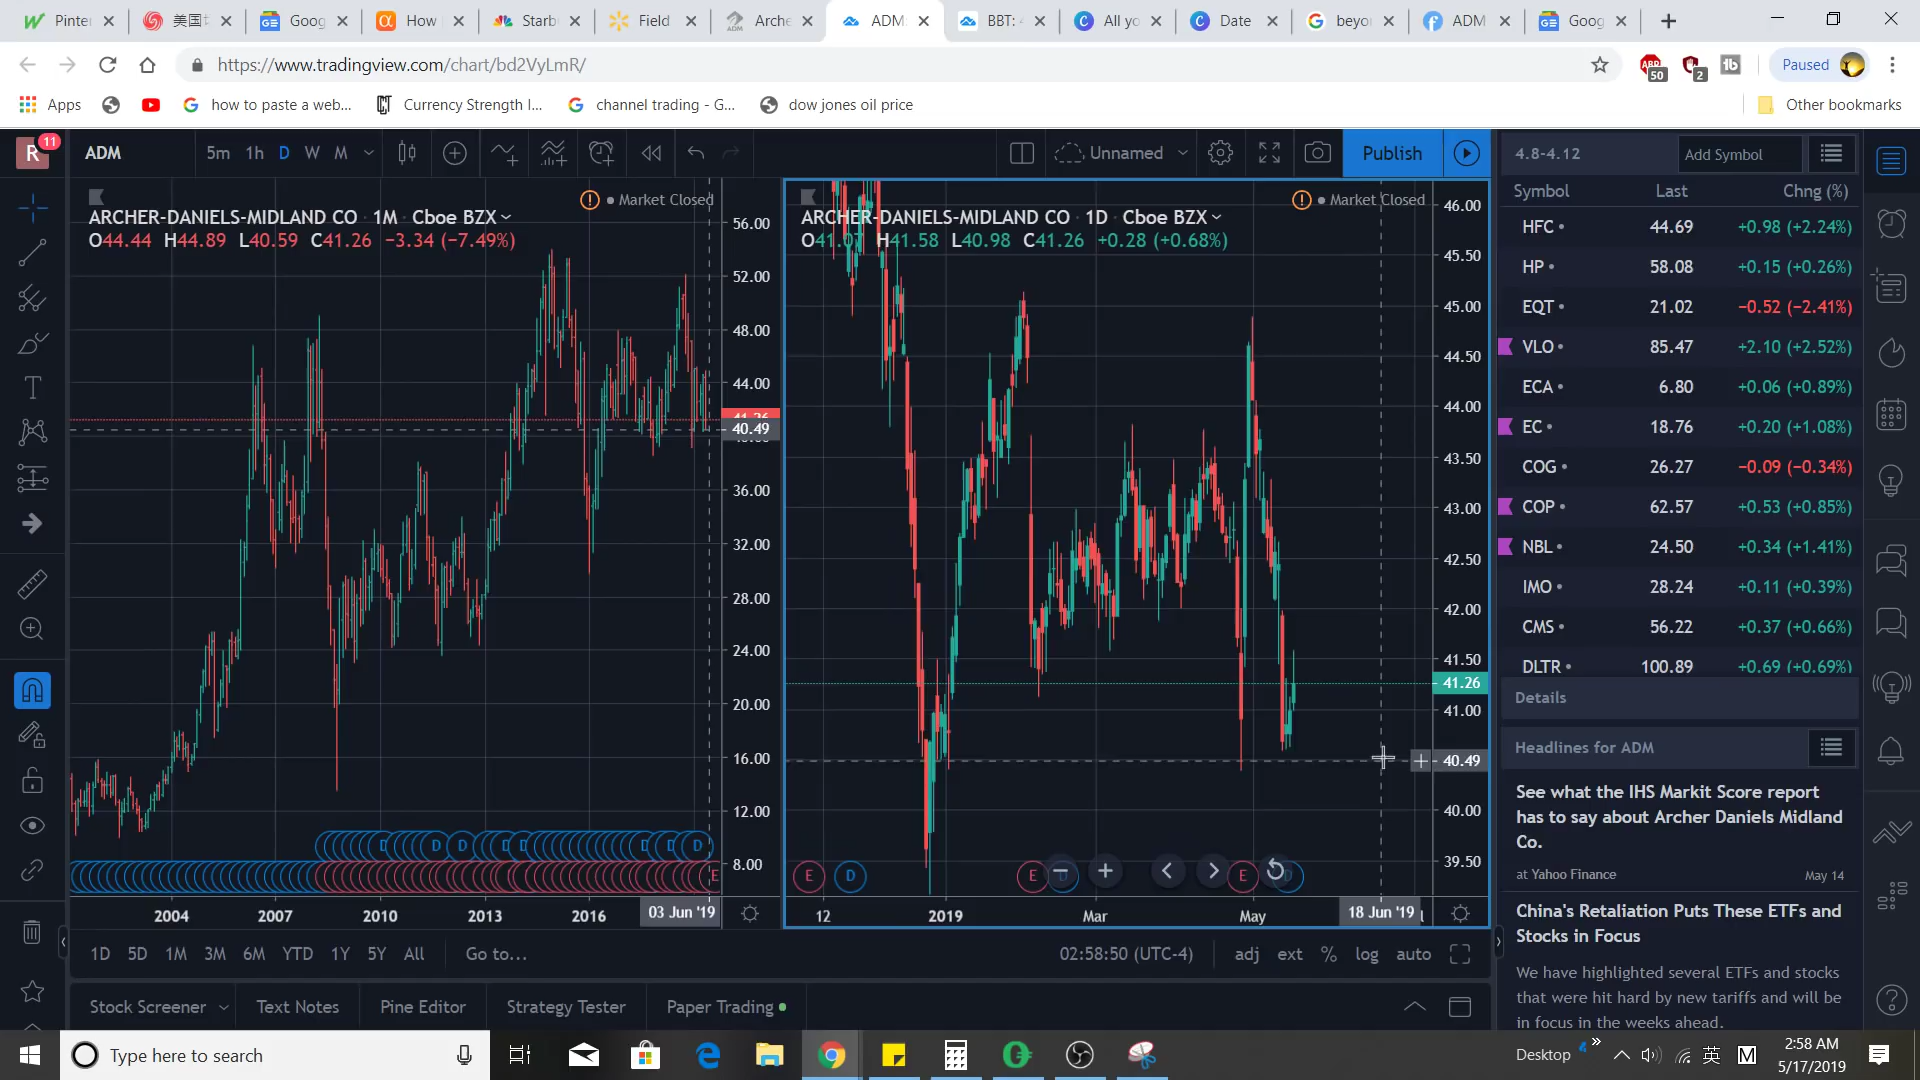 Pinter
美国
Goog
How
Starb
Field
Arche
ADM
BBT:
All yo
Date
beyo
ADM
Goog
https://www.tradingview.com/chart/bd2VyLmR/
50
2
Paused
Apps
how to paste a web...
Currency Strength I...
channel trading - G...
dow jones oil price
Other bookmarks
R
11
ADM
5m 1h D W M
Unnamed
Publish
ARCHER-DANIELS-MIDLAND CO · 1M · Cboe BZX
Market Closed
O44.44 H44.89 L40.59 C41.26 −3.34 (−7.49%)
56.00
52.00
48.00
44.00
41.26
40.49
36.00
32.00
28.00
24.00
20.00
16.00
12.00
8.00
2004 2007 2010 2013 2016 03 Jun '19
ARCHER-DANIELS-MIDLAND CO · 1D · Cboe BZX
Market Closed
O41.07 H41.58 L40.98 C41.26 +0.28 (+0.68%)
46.00
45.50
45.00
44.50
44.00
43.50
43.00
42.50
42.00
41.50
41.26
41.00
40.49
40.00
39.50
E D E D E D
12 2019 Mar May 18 Jun '19
1D 5D 1M 3M 6M YTD 1Y 5Y All Go to...
02:58:50 (UTC-4) adj ext % log auto
Stock Screener
Text Notes
Pine Editor
Strategy Tester
Paper Trading
4.8-4.12
Add Symbol
Symbol Last Chng (%)
HFC 44.69 +0.98 (+2.24%)
HP 58.08 +0.15 (+0.26%)
EQT 21.02 −0.52 (−2.41%)
VLO 85.47 +2.10 (+2.52%)
ECA 6.80 +0.06 (+0.89%)
EC 18.76 +0.20 (+1.08%)
COG 26.27 −0.09 (−0.34%)
COP 62.57 +0.53 (+0.85%)
NBL 24.50 +0.34 (+1.41%)
IMO 28.24 +0.11 (+0.39%)
CMS 56.22 +0.37 (+0.66%)
DLTR 100.89 +0.69 (+0.69%)
Details
Headlines for ADM
See what the IHS Markit Score report
has to say about Archer Daniels Midland
Co.
at Yahoo Finance May 14
China's Retaliation Puts These ETFs and
Stocks in Focus
We have highlighted several ETFs and stocks
that were hit hard by new tariffs and will be
in focus in the weeks ahead.
Type here to search
Desktop
英
M
2:58 AM
5/17/2019